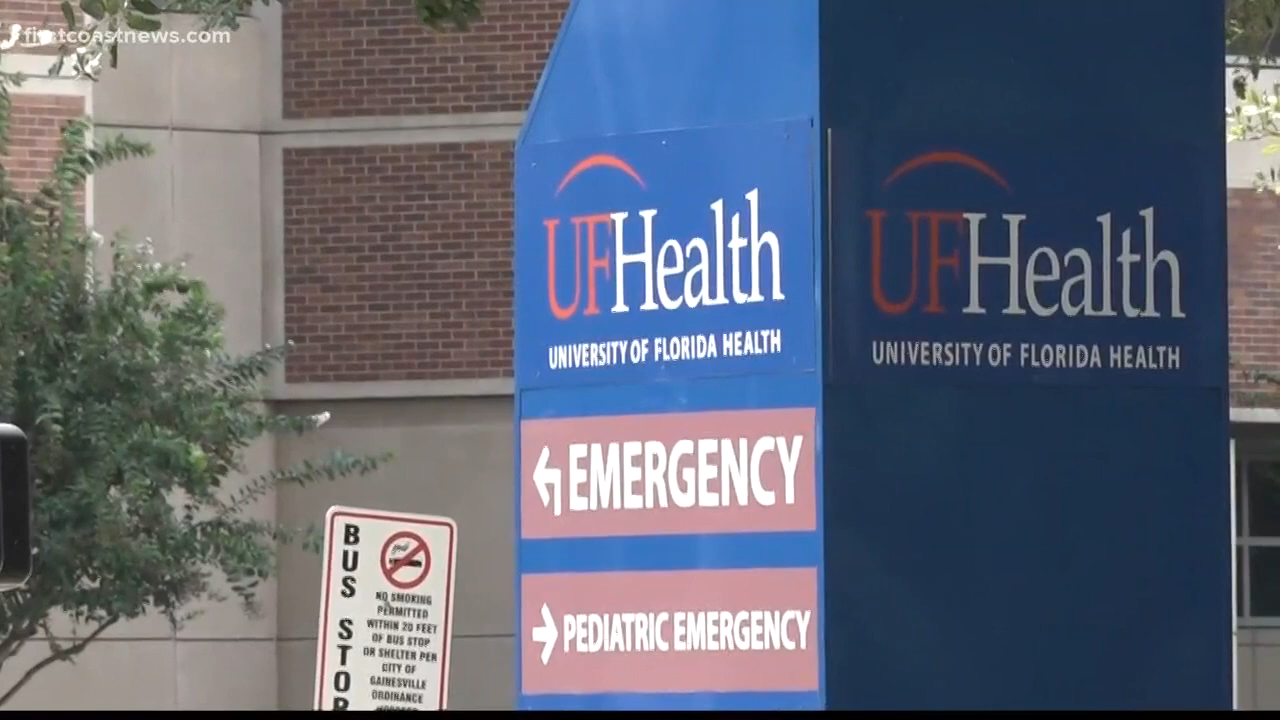 firstcoastnews.com
UFHealth
UNIVERSITY OF FLORIDA HEALTH
EMERGENCY
PEDIATRIC EMERGENCY
UFHealth
UNIVERSITY OF FLORIDA HEALTH
BUS STOP
NO SMOKING
PERMITTED
WITHIN 20 FEET
OF BUS STOP
OR SHELTER PER
CITY OF
GAINESVILLE
ORDINANCE